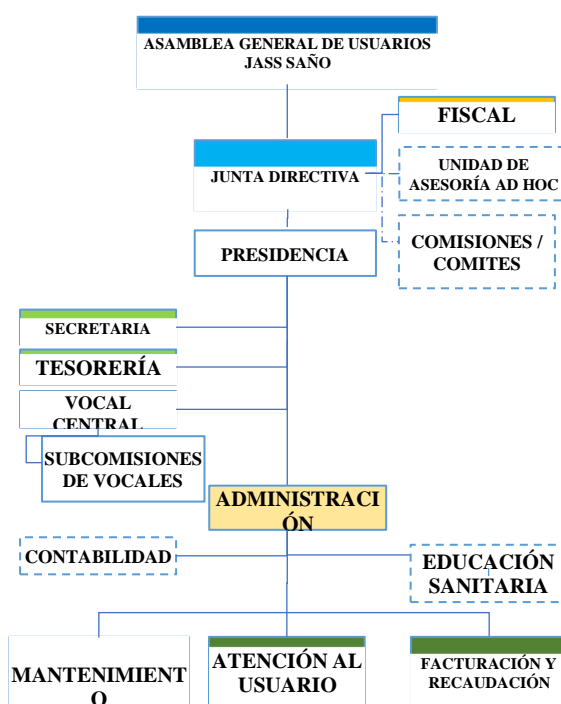 ASAMBLEA GENERAL DE USUARIOS
JASS SAÑO
FISCAL
JUNTA DIRECTIVA
UNIDAD DE
ASESORÍA AD HOC
COMISIONES /
COMITES
PRESIDENCIA
SECRETARIA
TESORERÍA
VOCAL
CENTRAL
SUBCOMISIONES
DE VOCALES
ADMINISTRACI
ÓN
CONTABILIDAD
EDUCACIÓN
SANITARIA
MANTENIMIENT
O
ATENCIÓN AL
USUARIO
FACTURACIÓN Y
RECAUDACIÓN